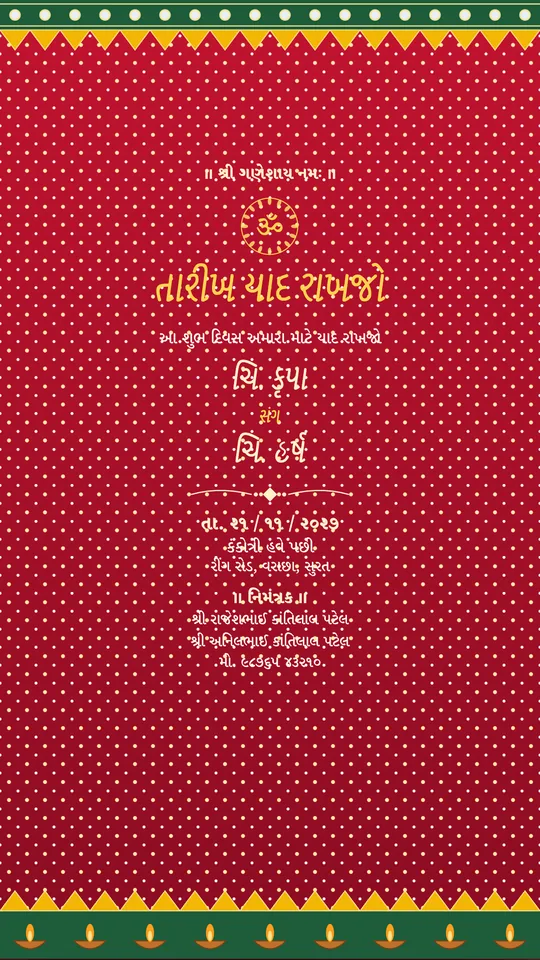 ॥ શ્રી ગણેશાય નમઃ ॥
ૐ
તારીખ યાદ રાખજો
આ શુભ દિવસ અમારા માટે યાદ રાખજો
ચિ. કૃપા
સંગ
ચિ. હર્ષ
તા. ૨૧ / ૧૧ / ૨૦૨૭
કંકોત્રી હવે પછી
રીંગ રોડ, વરાછા, સુરત
॥ નિમંત્રક ॥
શ્રી રાજેશભાઈ કાંતિલાલ પટેલ
શ્રી અનિલભાઈ કાંતિલાલ પટેલ
મો. ૯૮૭૬૫ ૪૩૨૧૦